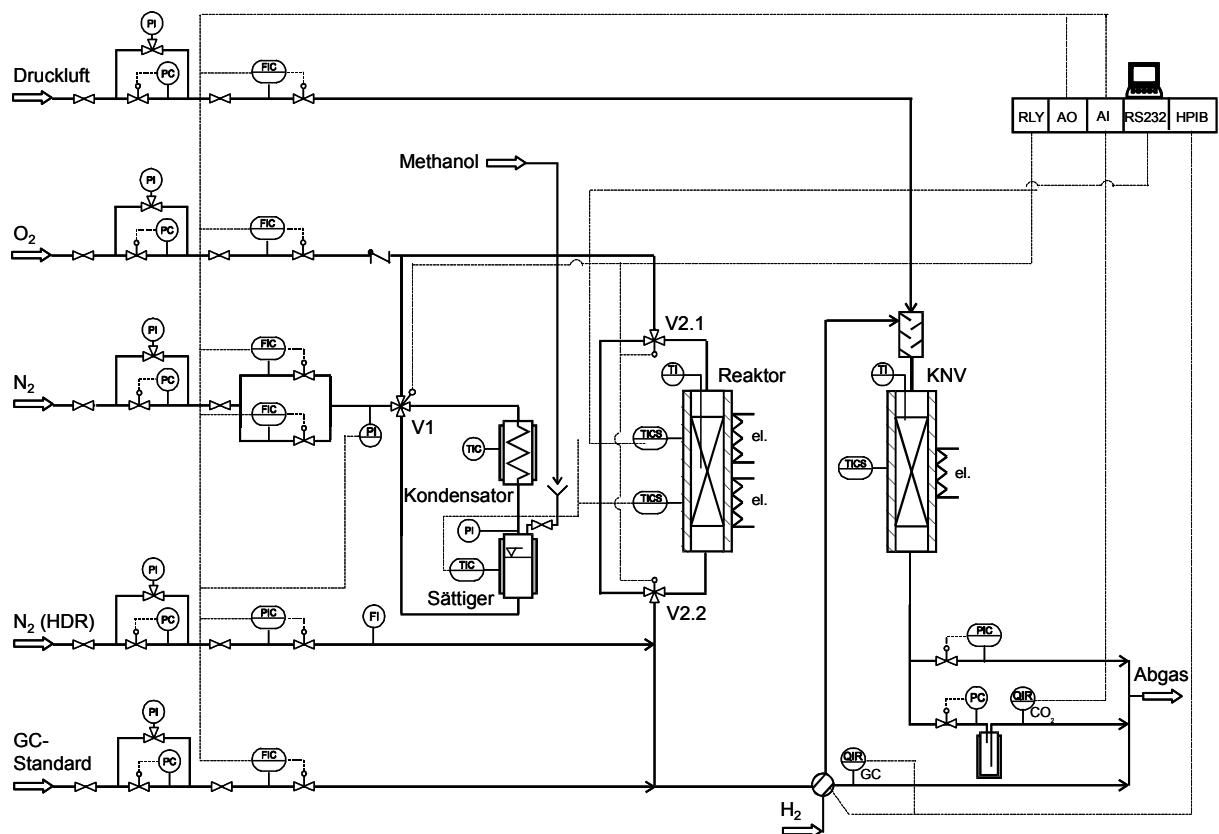 PI
Druckluft
PC
FIC
RLY
AO
AI
RS232
HPIB
Methanol
PI
O2
PC
FIC
V2.1
PI
N2
PC
FIC
FIC
PI
V1
TIC
Kondensator
PI
TIC
Sättiger
TI
Reaktor
TICS
TICS
el.
el.
V2.2
TI
KNV
TICS
el.
PI
N2 (HDR)
PC
PIC
FI
PIC
Abgas
PC
QIR
CO2
PI
GC-
Standard
PC
FIC
QIR
GC
H2